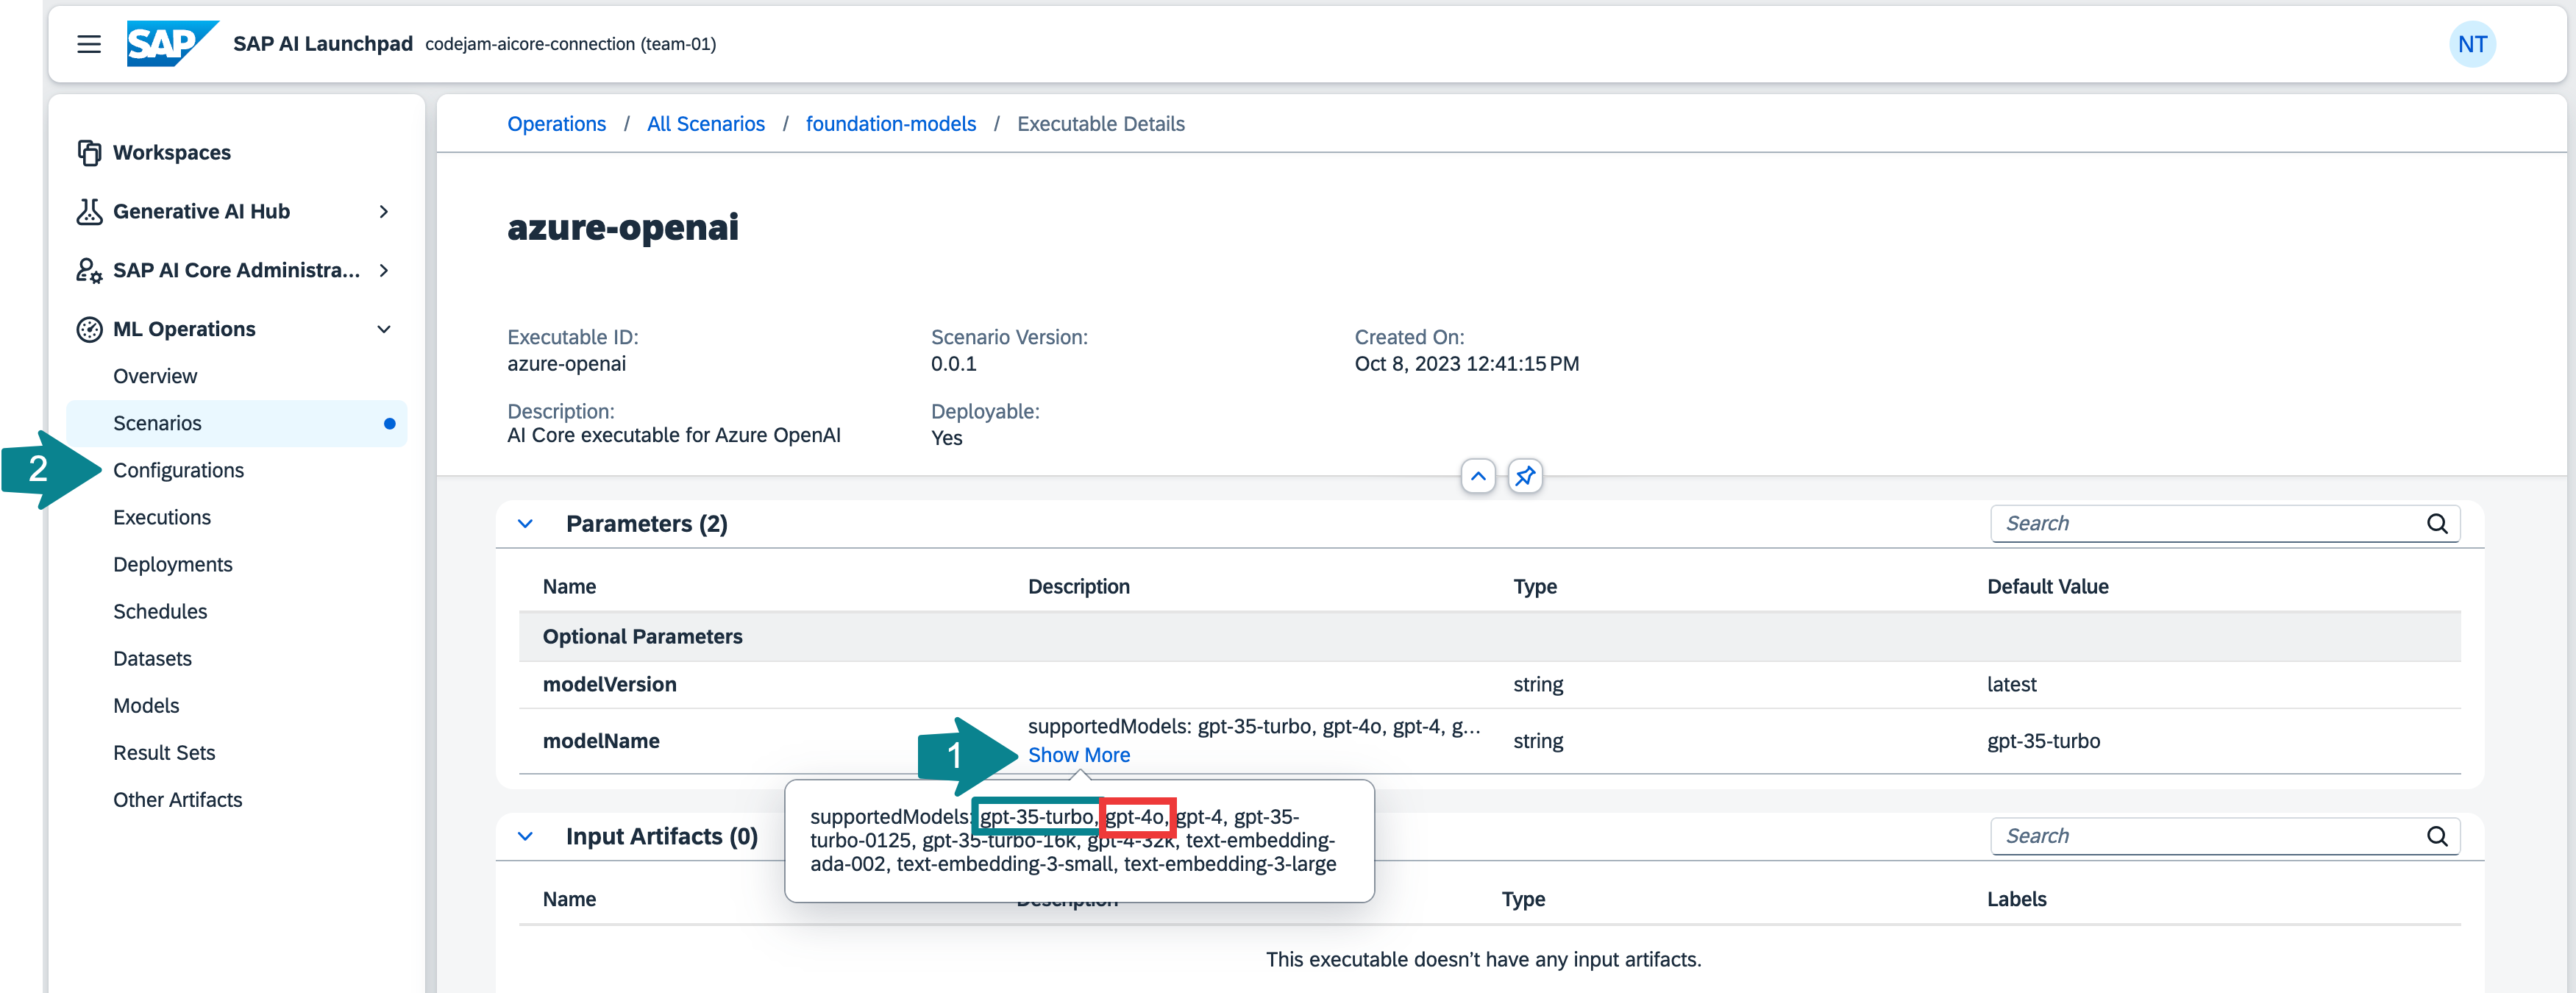 SAP SAP AI Launchpad codejam-aicore-connection (team-01) NT
Workspaces
Generative AI Hub
SAP AI Core Administra...
ML Operations
Overview
Scenarios
2
Configurations
Executions
Deployments
Schedules
Datasets
Models
Result Sets
Other Artifacts
Operations / All Scenarios / foundation-models / Executable Details
azure-openai
Executable ID: Scenario Version: Created On:
azure-openai 0.0.1 Oct 8, 2023 12:41:15 PM
Description: Deployable:
AI Core executable for Azure OpenAI Yes
Parameters (2) Search
Name Description Type Default Value
Optional Parameters
modelVersion string latest
modelName supportedModels: gpt-35-turbo, gpt-4o, gpt-4, g... string gpt-35-turbo
1 Show More
supportedModels: gpt-35-turbo, gpt-4o, gpt-4, gpt-35-
turbo-0125, gpt-35-turbo-16k, gpt-4-32k, text-embedding-
ada-002, text-embedding-3-small, text-embedding-3-large
Input Artifacts (0) Search
Name Description Type Labels
This executable doesn't have any input artifacts.